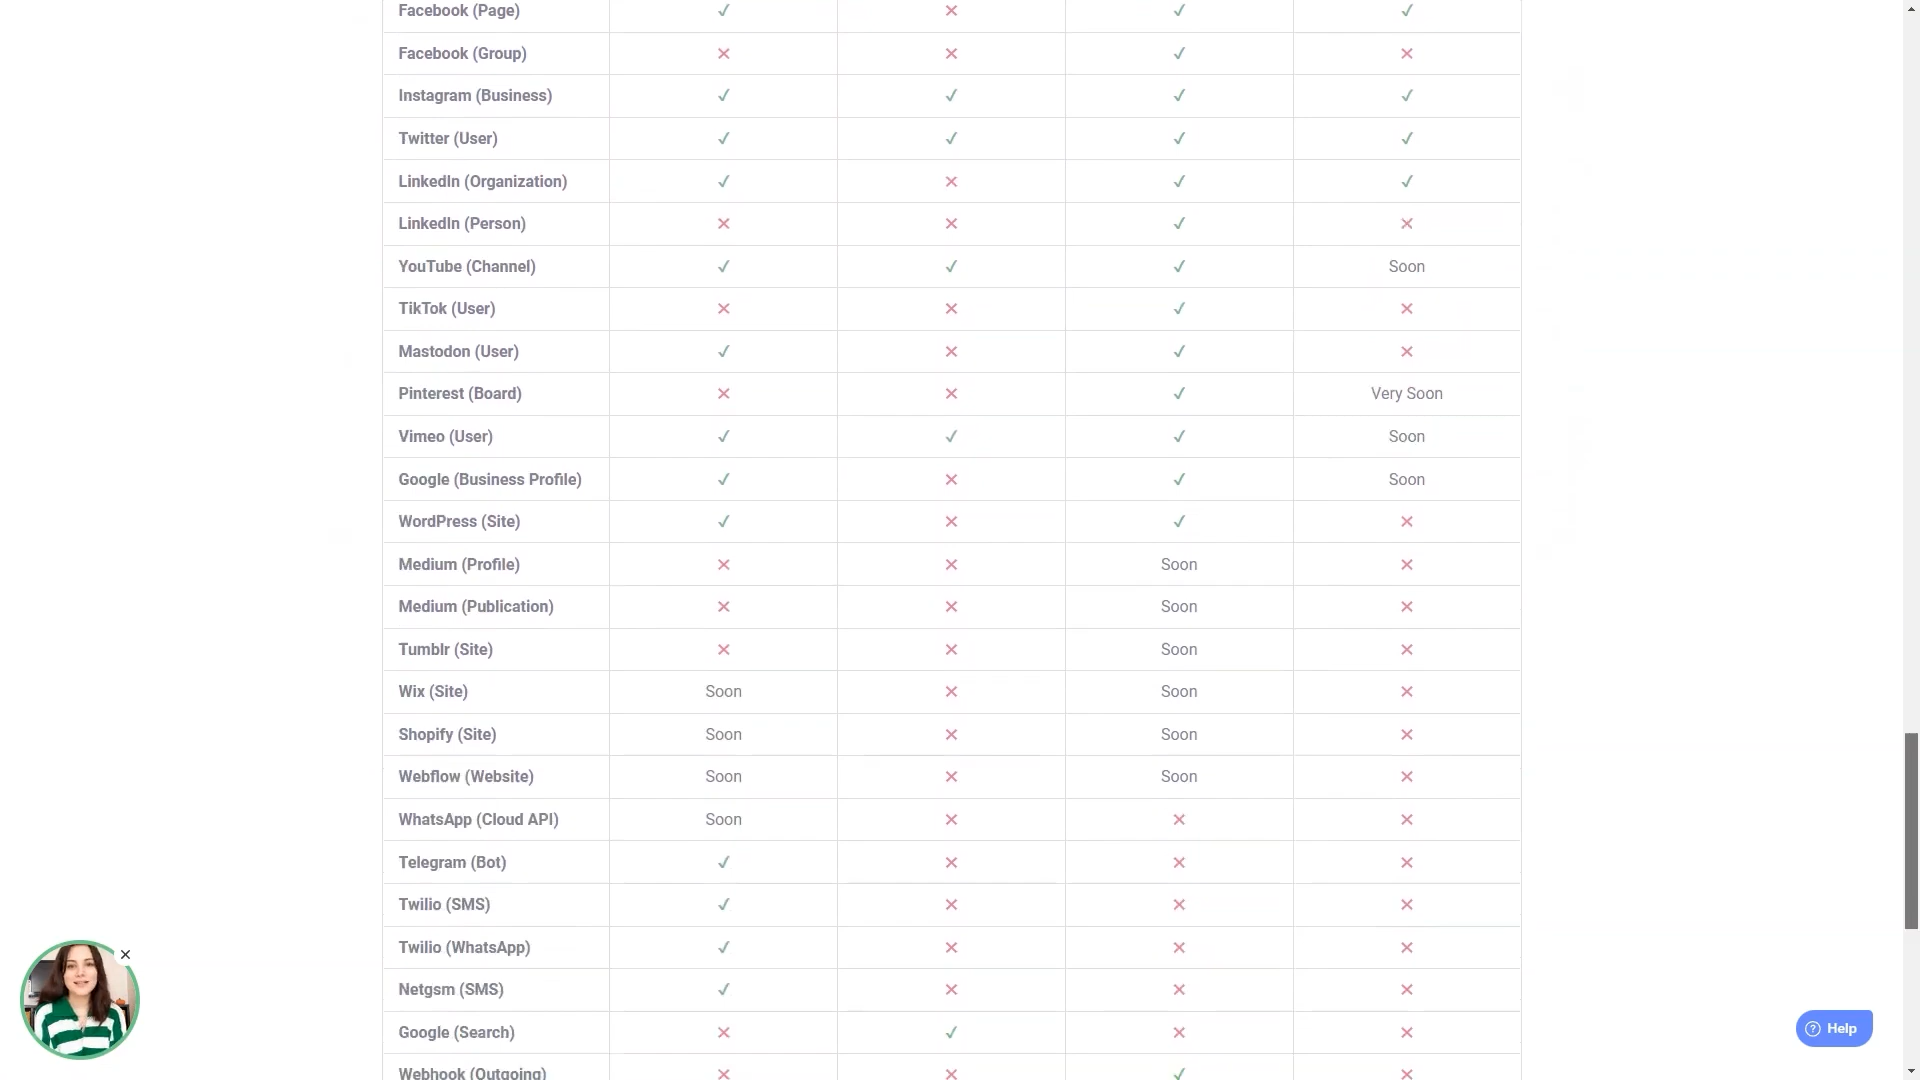 Facebook (Page) ✓ ✕ ✓ ✓
Facebook (Group) ✕ ✕ ✓ ✕
Instagram (Business) ✓ ✓ ✓ ✓
Twitter (User) ✓ ✓ ✓ ✓
LinkedIn (Organization) ✓ ✕ ✓ ✓
LinkedIn (Person) ✕ ✕ ✓ ✕
YouTube (Channel) ✓ ✓ ✓ Soon
TikTok (User) ✕ ✕ ✓ ✕
Mastodon (User) ✓ ✕ ✓ ✕
Pinterest (Board) ✕ ✕ ✓ Very Soon
Vimeo (User) ✓ ✓ ✓ Soon
Google (Business Profile) ✓ ✕ ✓ Soon
WordPress (Site) ✓ ✕ ✓ ✕
Medium (Profile) ✕ ✕ Soon ✕
Medium (Publication) ✕ ✕ Soon ✕
Tumblr (Site) ✕ ✕ Soon ✕
Wix (Site) Soon ✕ Soon ✕
Shopify (Site) Soon ✕ Soon ✕
Webflow (Website) Soon ✕ Soon ✕
WhatsApp (Cloud API) Soon ✕ ✕ ✕
Telegram (Bot) ✓ ✕ ✕ ✕
Twilio (SMS) ✓ ✕ ✕ ✕
Twilio (WhatsApp) ✓ ✕ ✕ ✕
Netgsm (SMS) ✓ ✕ ✕ ✕
Google (Search) ✕ ✓ ✕ ✕
Webhook (Outgoing) ✕ ✕ ✓ ✕
Help